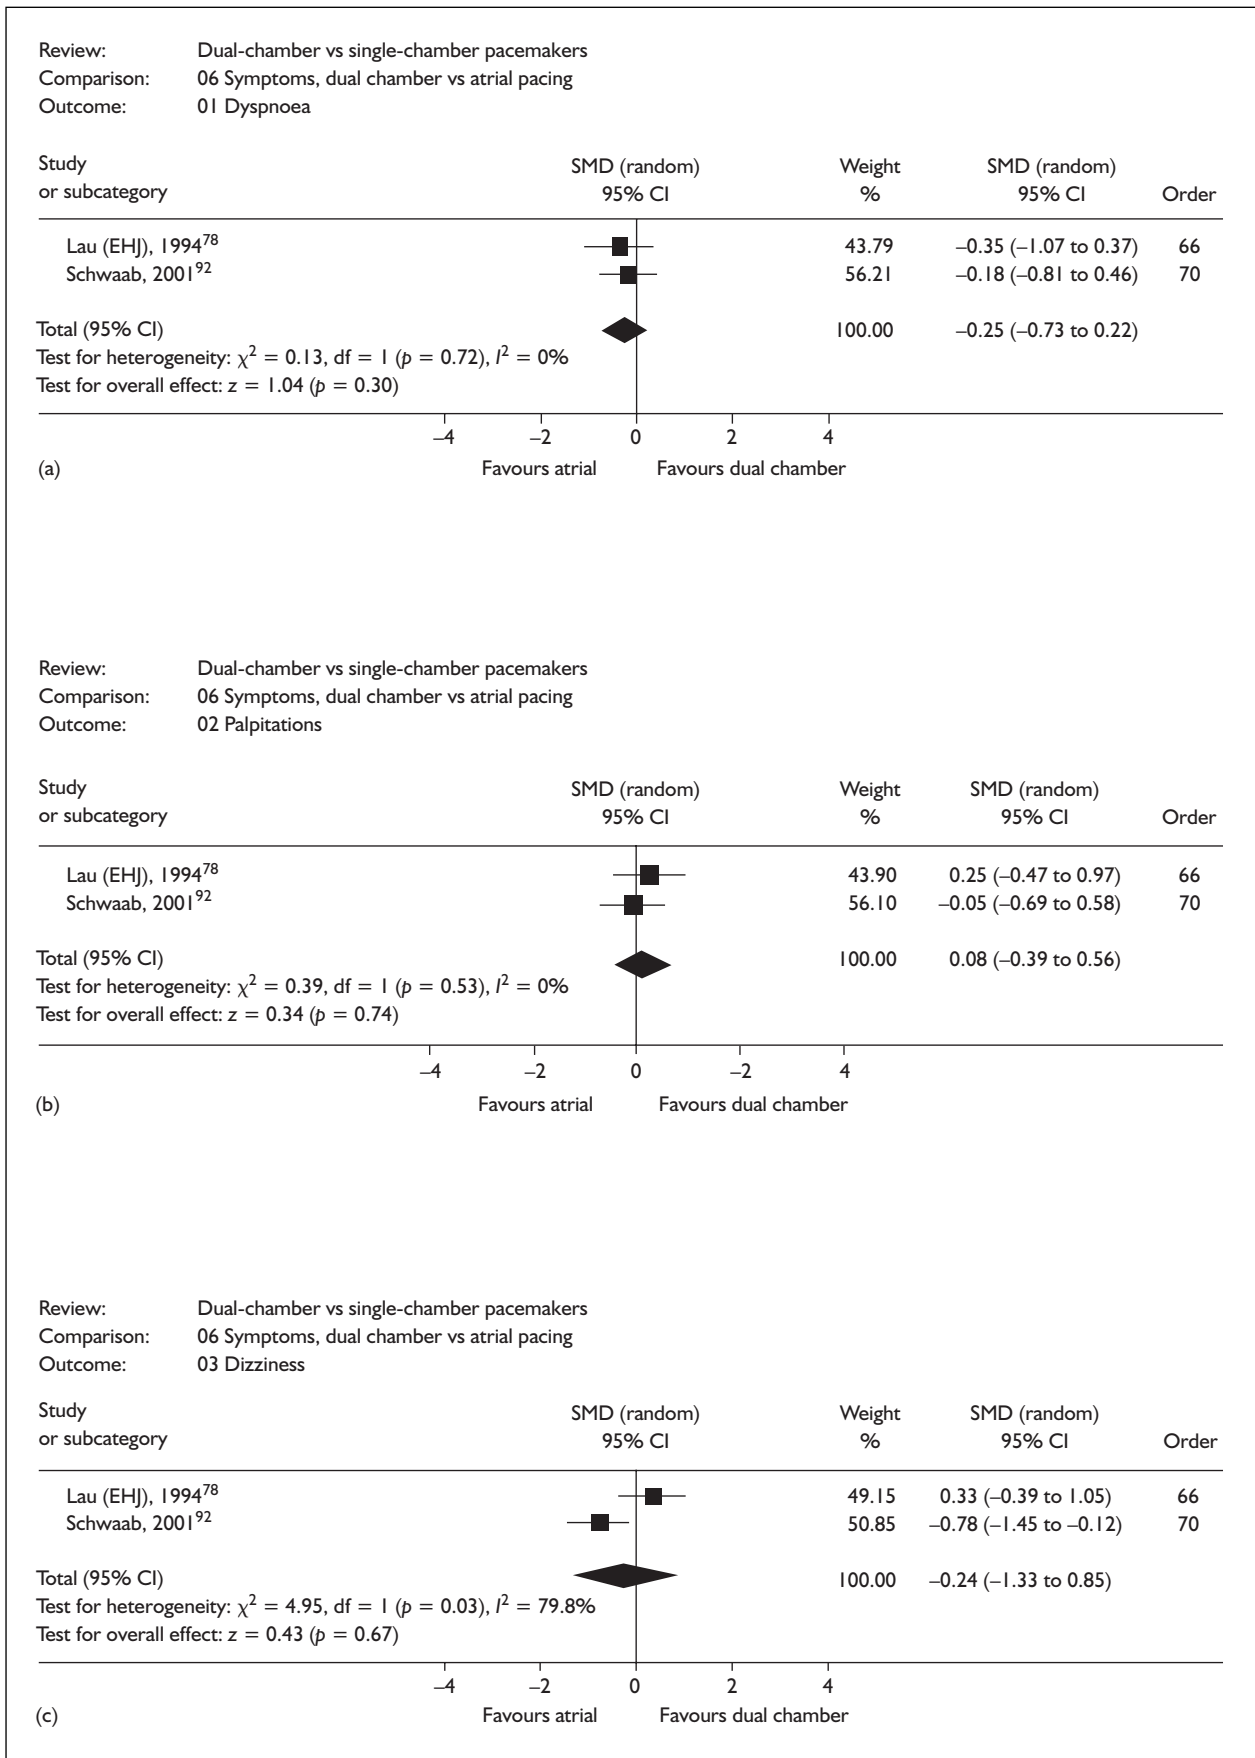 Review: Dual-chamber vs single-chamber pacemakers
Comparison: 06 Symptoms, dual chamber vs atrial pacing
Outcome: 01 Dyspnoea
Study SMD (random) Weight SMD (random)
or subcategory 95% CI % 95% CI Order
Lau (EHJ), 1994⁷⁸ 43.79 –0.35 (–1.07 to 0.37) 66
Schwaab, 2001⁹² 56.21 –0.18 (–0.81 to 0.46) 70
Total (95% CI) 100.00 –0.25 (–0.73 to 0.22)
Test for heterogeneity: χ² = 0.13, df = 1 (p = 0.72), I² = 0%
Test for overall effect: z = 1.04 (p = 0.30)
–4 –2 0 2 4
(a) Favours atrial Favours dual chamber
Review: Dual-chamber vs single-chamber pacemakers
Comparison: 06 Symptoms, dual chamber vs atrial pacing
Outcome: 02 Palpitations
Study SMD (random) Weight SMD (random)
or subcategory 95% CI % 95% CI Order
Lau (EHJ), 1994⁷⁸ 43.90 0.25 (–0.47 to 0.97) 66
Schwaab, 2001⁹² 56.10 –0.05 (–0.69 to 0.58) 70
Total (95% CI) 100.00 0.08 (–0.39 to 0.56)
Test for heterogeneity: χ² = 0.39, df = 1 (p = 0.53), I² = 0%
Test for overall effect: z = 0.34 (p = 0.74)
–4 –2 0 –2 4
(b) Favours atrial Favours dual chamber
Review: Dual-chamber vs single-chamber pacemakers
Comparison: 06 Symptoms, dual chamber vs atrial pacing
Outcome: 03 Dizziness
Study SMD (random) Weight SMD (random)
or subcategory 95% CI % 95% CI Order
Lau (EHJ), 1994⁷⁸ 49.15 0.33 (–0.39 to 1.05) 66
Schwaab, 2001⁹² 50.85 –0.78 (–1.45 to –0.12) 70
Total (95% CI) 100.00 –0.24 (–1.33 to 0.85)
Test for heterogeneity: χ² = 4.95, df = 1 (p = 0.03), I² = 79.8%
Test for overall effect: z = 0.43 (p = 0.67)
–4 –2 0 2 4
(c) Favours atrial Favours dual chamber